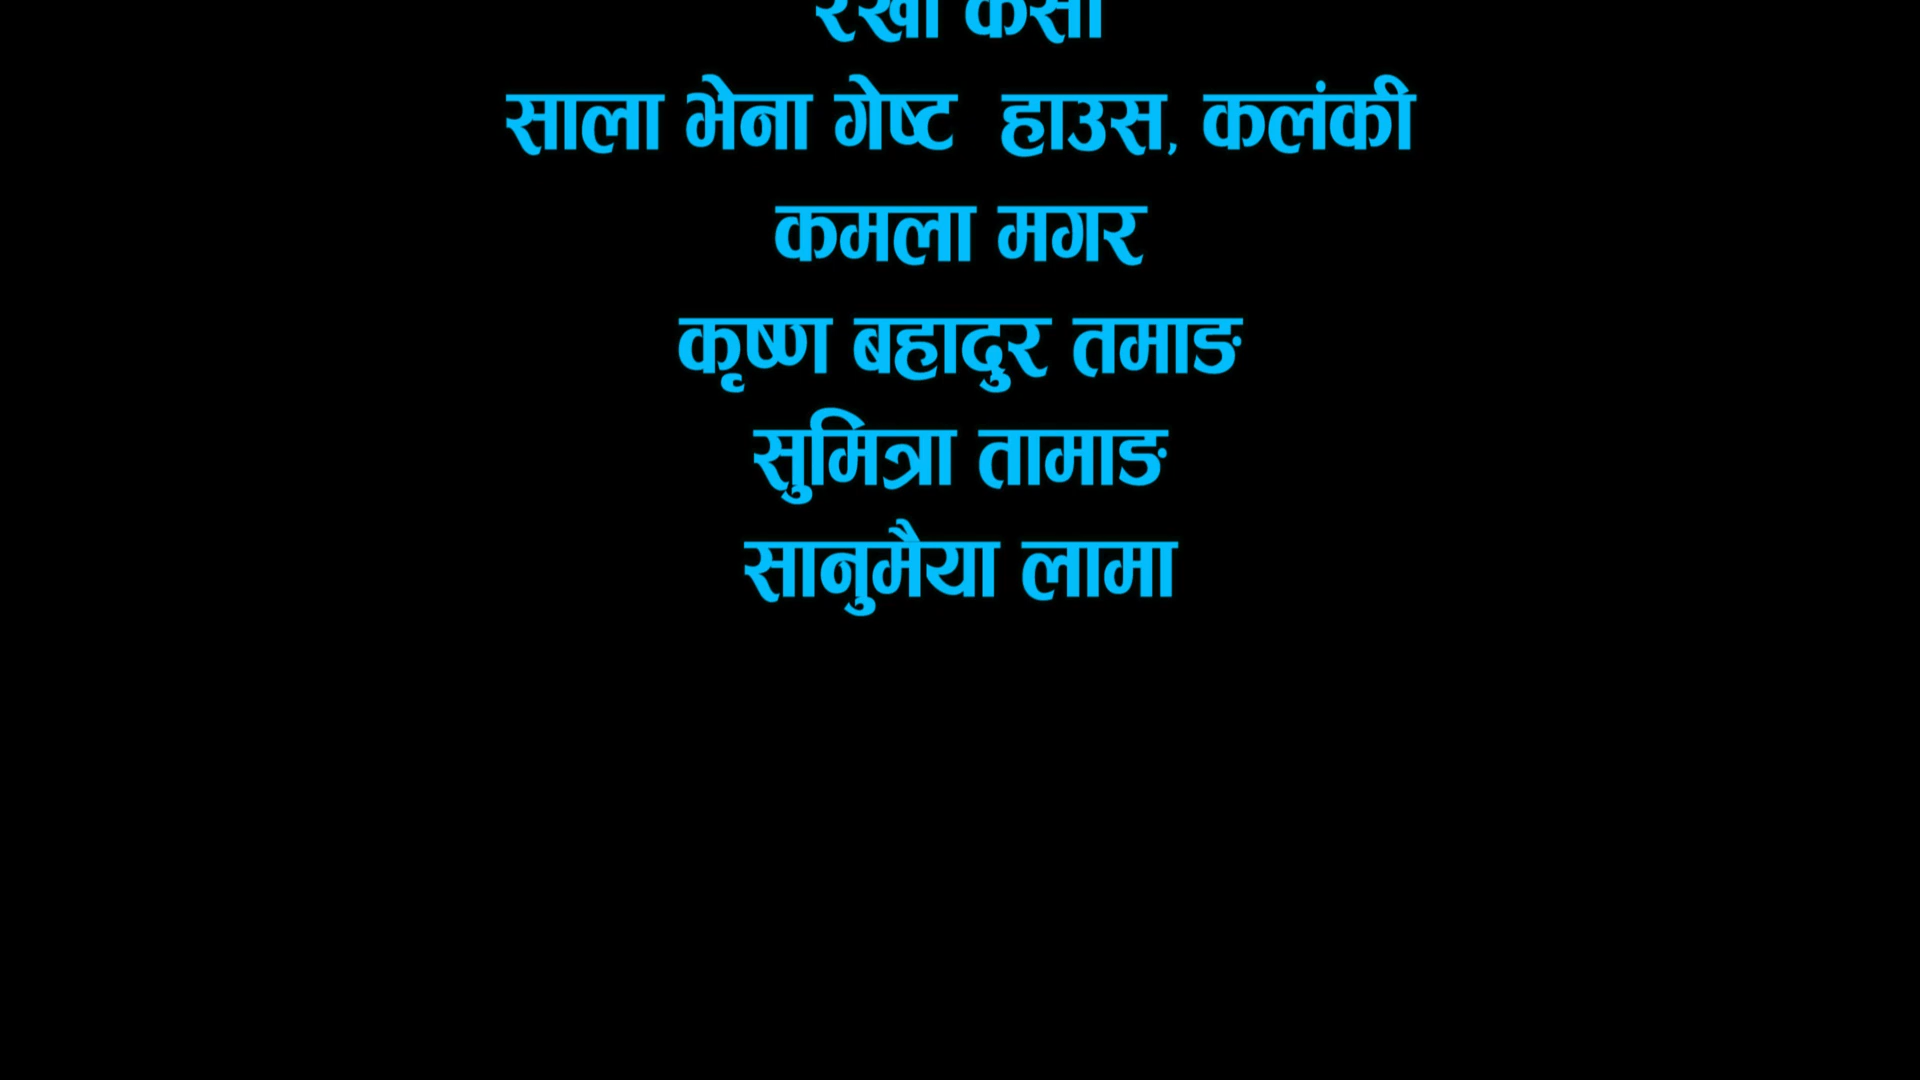 साला भेना गेष्ट हाउस, कलंकी
कमला मगर
कृष्ण बहादुर तमाङ
सुमित्रा तामाङ
सानुमैया लामा